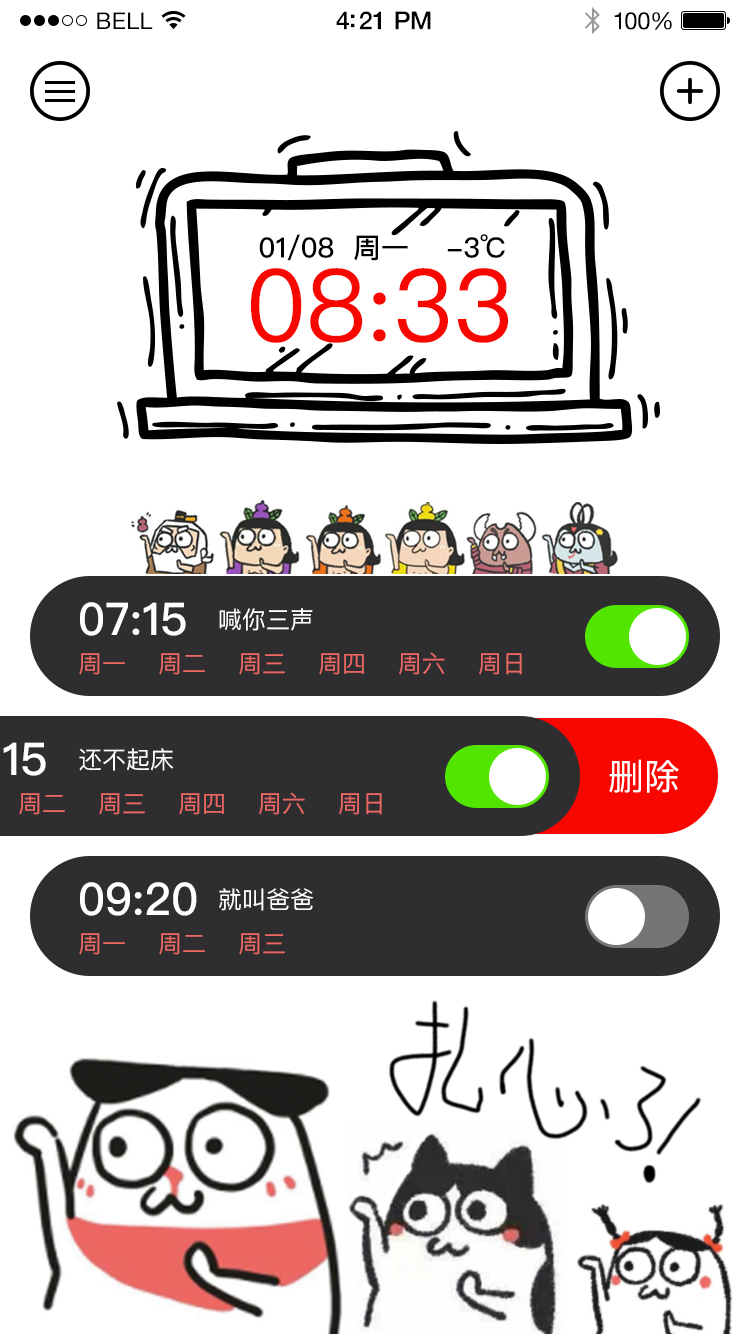 BELL 4:21 PM 100%
01/08 周一 -3℃
08:33
07:15 喊你三声
周一 周二 周三 周四 周六 周日
15 还不起床
周二 周三 周四 周六 周日
删除
09:20 就叫爸爸
周一 周二 周三
扎心了!